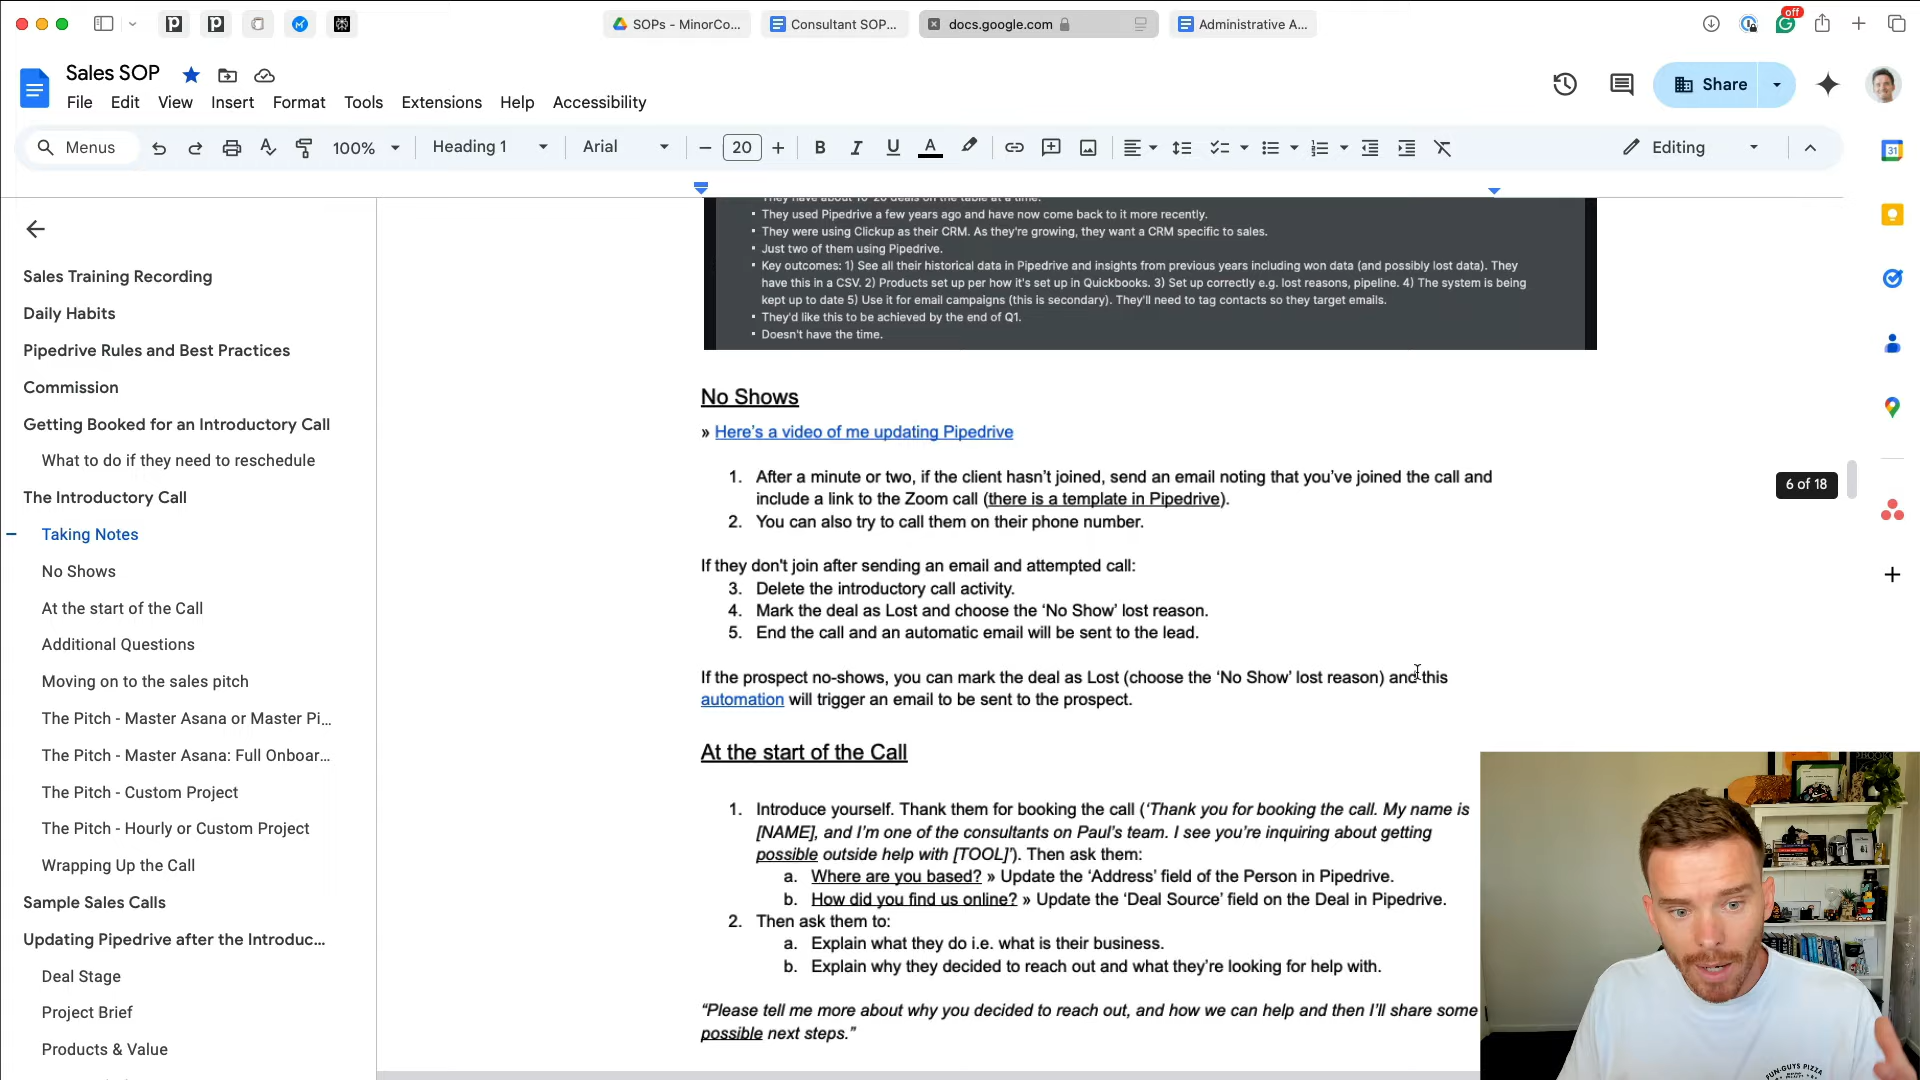 SOPs - MinorCo...
Consultant SOP...
docs.google.com
Administrative A...
off
Sales SOP
File Edit View Insert Format Tools Extensions Help Accessibility
Share
Menus
100%
Heading 1
Arial
20
B I U A
Editing
31
They have about 10-20 deals on the table at a time.
They used Pipedrive a few years ago and have now come back to it more recently.
They were using Clickup as their CRM. As they're growing, they want a CRM specific to sales.
Just two of them using Pipedrive.
Key outcomes: 1) See all their historical data in Pipedrive and insights from previous years including won data (and possibly lost data). They
have this in a CSV. 2) Products set up per how it's set up in Quickbooks. 3) Set up correctly e.g. lost reasons, pipeline. 4) The system is being
kept up to date 5) Use it for email campaigns (this is secondary). They'll need to tag contacts so they target emails.
They'd like this to be achieved by the end of Q1.
Doesn't have the time.
Sales Training Recording
Daily Habits
Pipedrive Rules and Best Practices
Commission
Getting Booked for an Introductory Call
What to do if they need to reschedule
The Introductory Call
Taking Notes
No Shows
At the start of the Call
Additional Questions
Moving on to the sales pitch
The Pitch - Master Asana or Master Pi...
The Pitch - Master Asana: Full Onboar...
The Pitch - Custom Project
The Pitch - Hourly or Custom Project
Wrapping Up the Call
Sample Sales Calls
Updating Pipedrive after the Introduc...
Deal Stage
Project Brief
Products & Value
No Shows
» Here's a video of me updating Pipedrive
1. After a minute or two, if the client hasn't joined, send an email noting that you've joined the call and
include a link to the Zoom call (there is a template in Pipedrive).
2. You can also try to call them on their phone number.
If they don't join after sending an email and attempted call:
3. Delete the introductory call activity.
4. Mark the deal as Lost and choose the 'No Show' lost reason.
5. End the call and an automatic email will be sent to the lead.
If the prospect no-shows, you can mark the deal as Lost (choose the 'No Show' lost reason) and this
automation will trigger an email to be sent to the prospect.
At the start of the Call
1. Introduce yourself. Thank them for booking the call ('Thank you for booking the call. My name is
[NAME], and I'm one of the consultants on Paul's team. I see you're inquiring about getting
possible outside help with [TOOL]'). Then ask them:
a. Where are you based? » Update the 'Address' field of the Person in Pipedrive.
b. How did you find us online? » Update the 'Deal Source' field on the Deal in Pipedrive.
2. Then ask them to:
a. Explain what they do i.e. what is their business.
b. Explain why they decided to reach out and what they're looking for help with.
"Please tell me more about why you decided to reach out, and how we can help and then I'll share some
possible next steps."
6 of 18
FUN-GUYS PIZZA